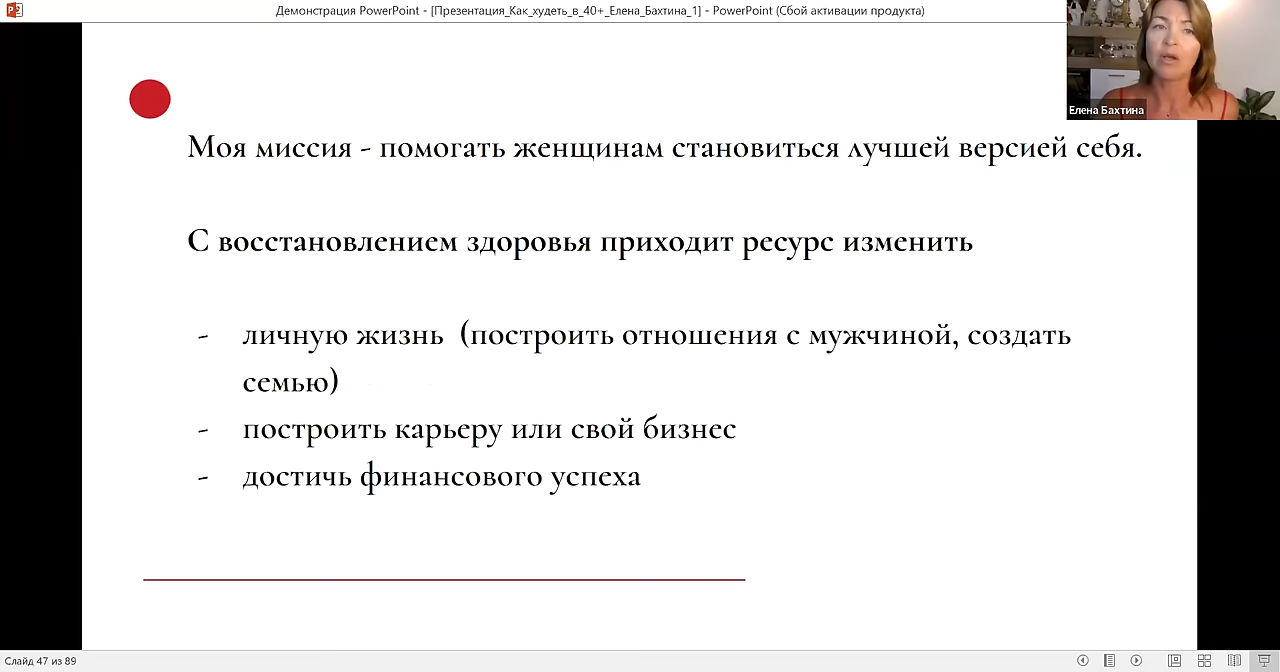 Демонстрация PowerPoint - [Презентация_Как_худеть_в_40+_Елена_Бахтина_1] - PowerPoint (Сбой активации продукта)
Елена Бахтина
Моя миссия - помогать женщинам становиться лучшей версией себя.
С восстановлением здоровья приходит ресурс изменить
- личную жизнь (построить отношения с мужчиной, создать
семью)
- построить карьеру или свой бизнес
- достичь финансового успеха
Слайд 47 из 89